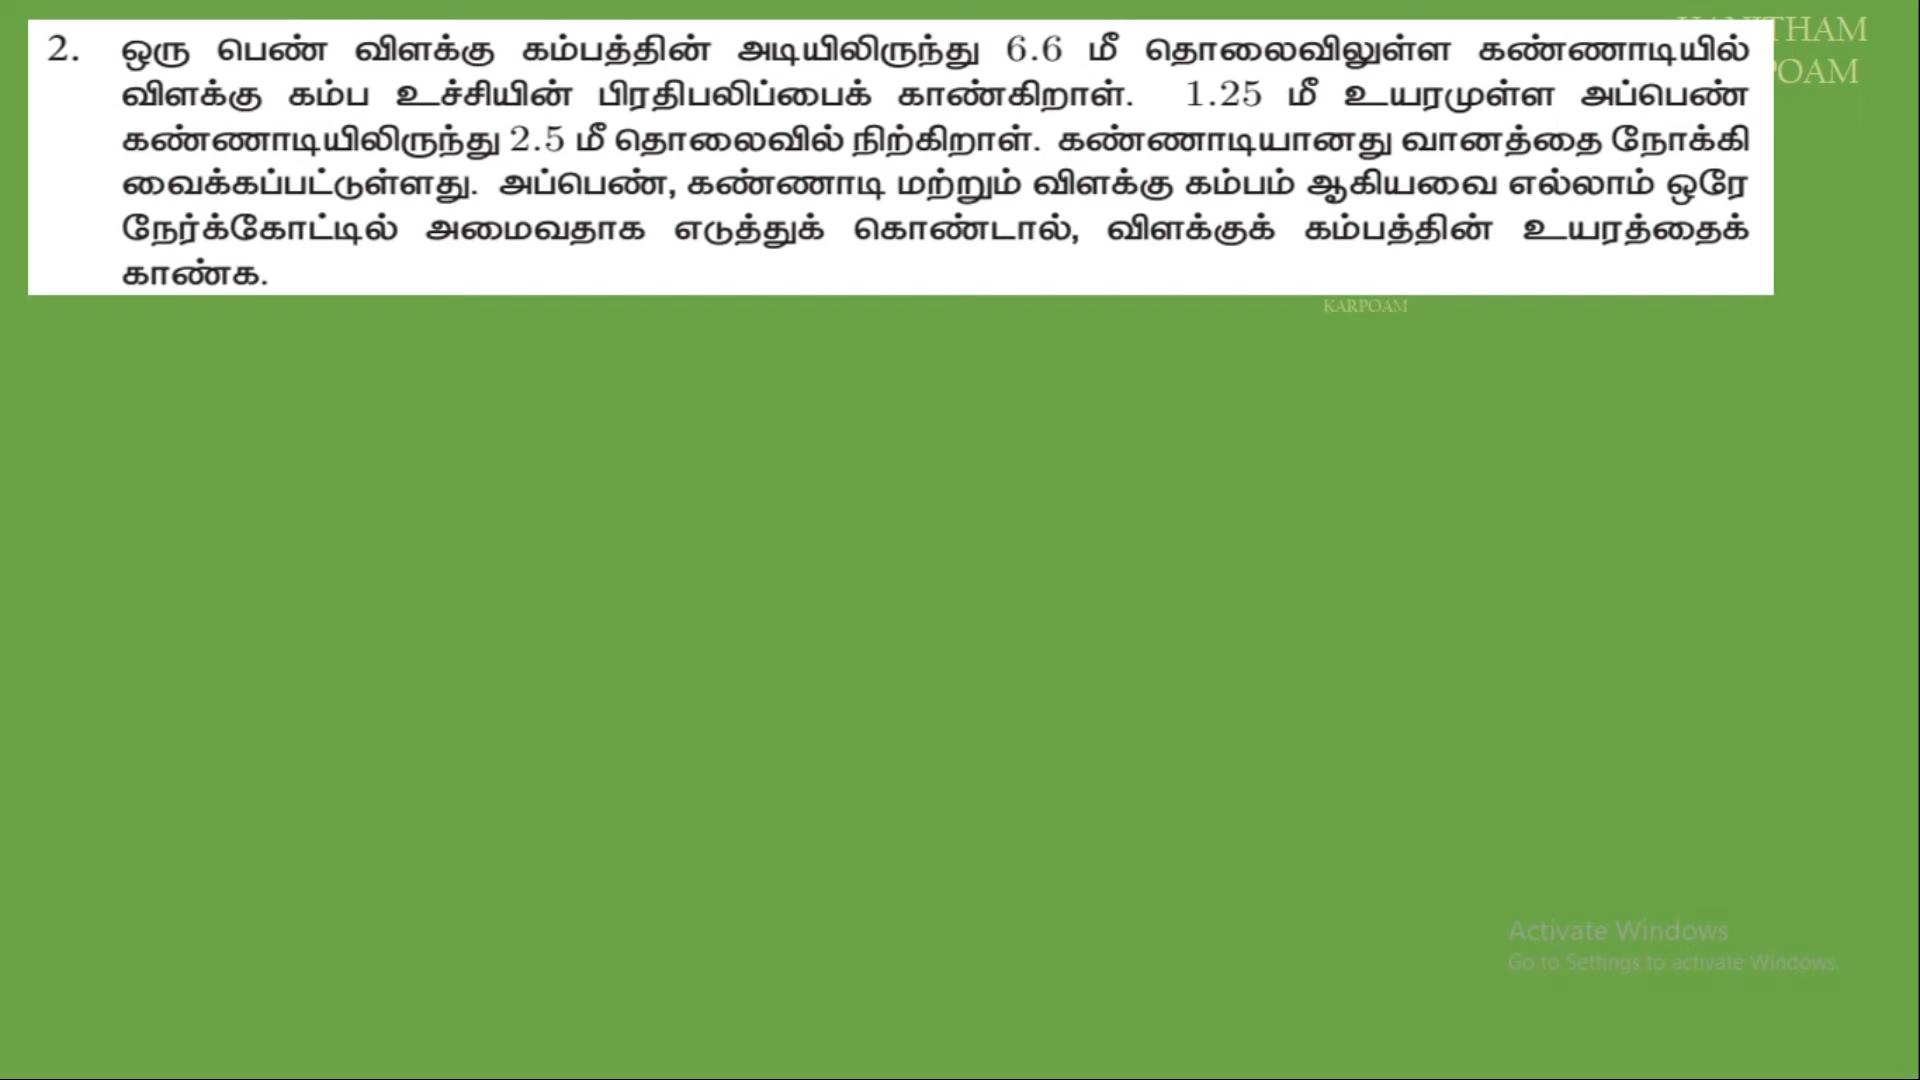 2. ஒரு பெண் விளக்கு கம்பத்தின் அடியிலிருந்து 6.6 மீ தொலைவிலுள்ள கண்ணாடியில்
விளக்கு கம்ப உச்சியின் பிரதிபலிப்பைக் காண்கிறாள். 1.25 மீ உயரமுள்ள அப்பெண்
கண்ணாடியிலிருந்து 2.5 மீ தொலைவில் நிற்கிறாள். கண்ணாடியானது வானத்தை நோக்கி
வைக்கப்பட்டுள்ளது. அப்பெண், கண்ணாடி மற்றும் விளக்கு கம்பம் ஆகியவை எல்லாம் ஒரே
நேர்க்கோட்டில் அமைவதாக எடுத்துக் கொண்டால், விளக்குக் கம்பத்தின் உயரத்தைக்
காண்க.
KARPOAM
Activate Windows
Go to Settings to activate Windows.